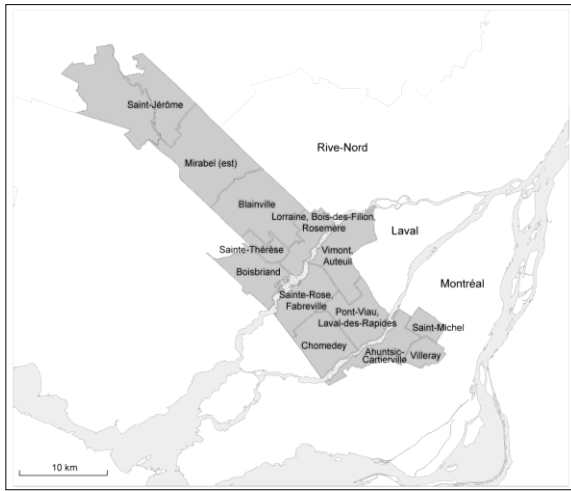 Saint-Jérôme
Rive-Nord
Mirabel (est)
Blainville
Lorraine, Bois-des-Filion,
Rosemère
Laval
Sainte-Thérèse
Vimont,
Auteuil
Boisbriand
Montréal
Sainte-Rose,
Fabreville
Pont-Viau,
Laval-des-Rapides
Saint-Michel
Chomedey
Ahuntsic-
Cartierville
Villeray
10 km